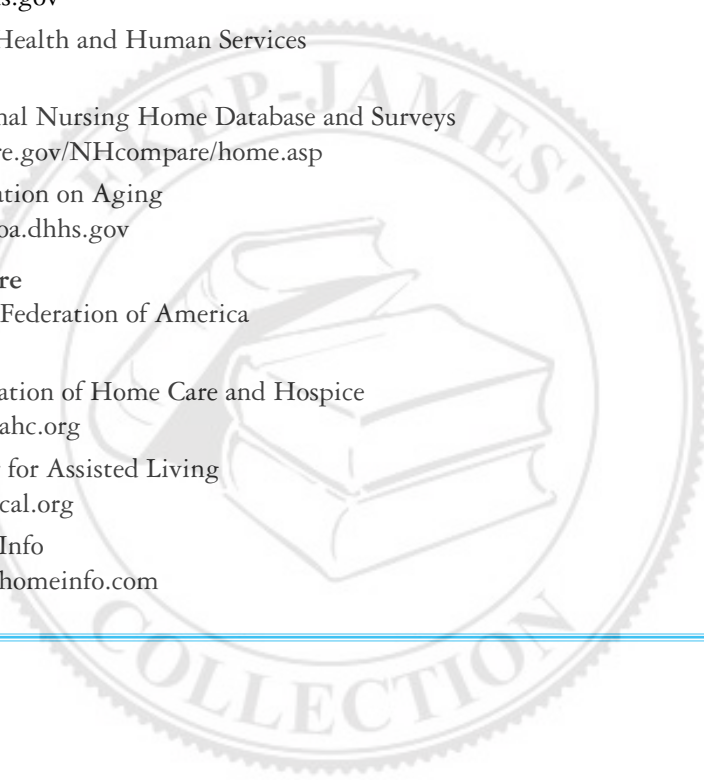 s.gov
Health and Human Services
nal Nursing Home Database and Surveys
re.gov/NHcompare/home.asp
ation on Aging
oa.dhhs.gov
re
Federation of America
ation of Home Care and Hospice
ahc.org
for Assisted Living
cal.org
Info
homeinfo.com
EKEP-JAMES'
COLLECTION